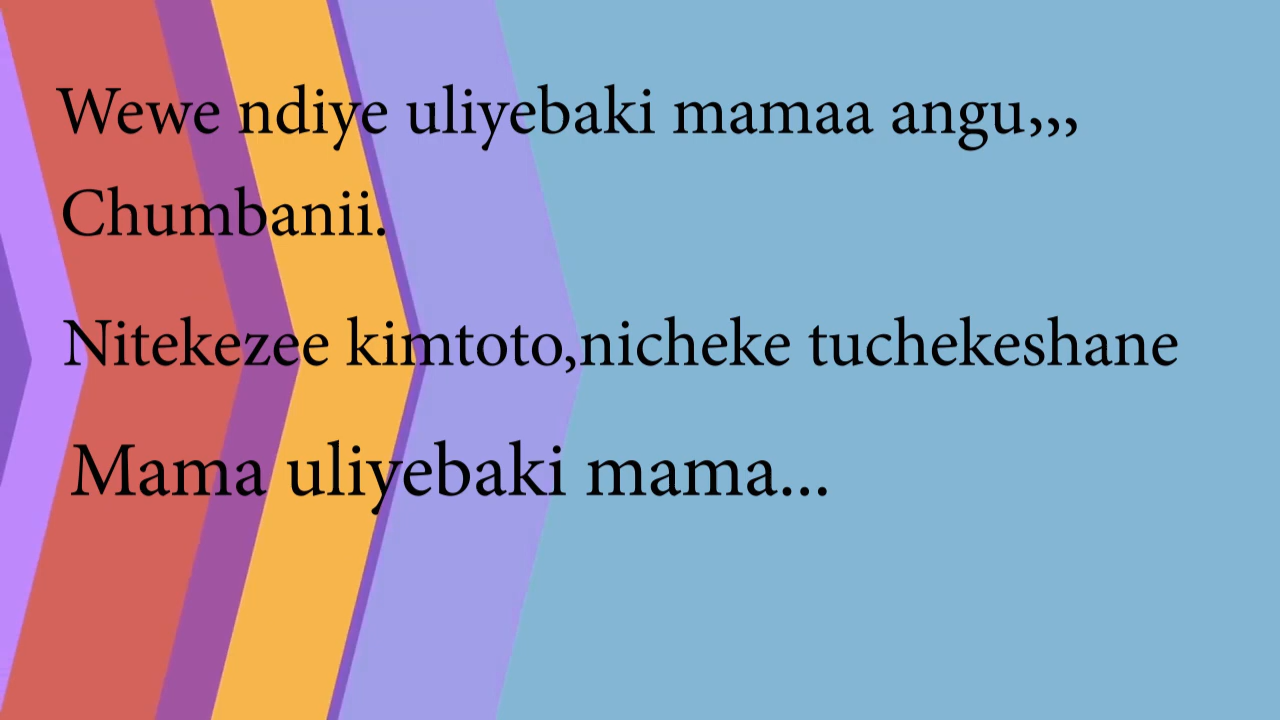 Wewe ndiye uliyebaki mamaa angu,,,
Chumbanii.
Nitekezee kimtoto,nicheke tuchekeshane
Mama uliyebaki mama...